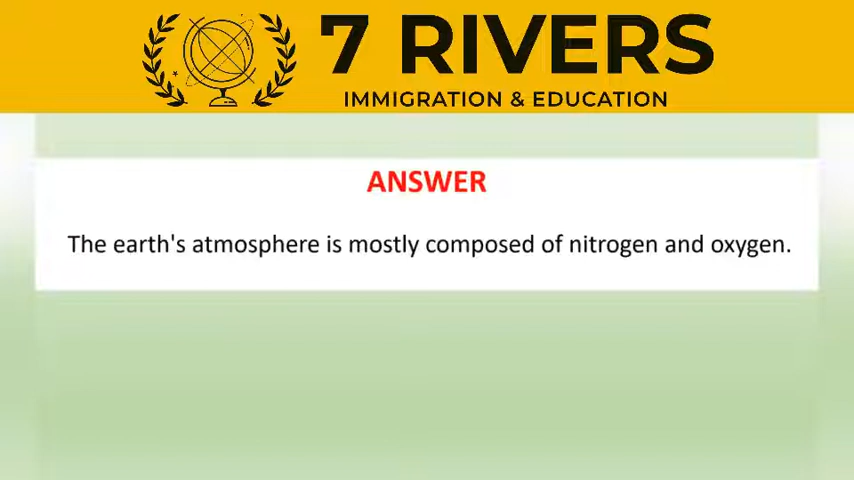 7 RIVERS
IMMIGRATION & EDUCATION
ANSWER
The earth's atmosphere is mostly composed of nitrogen and oxygen.